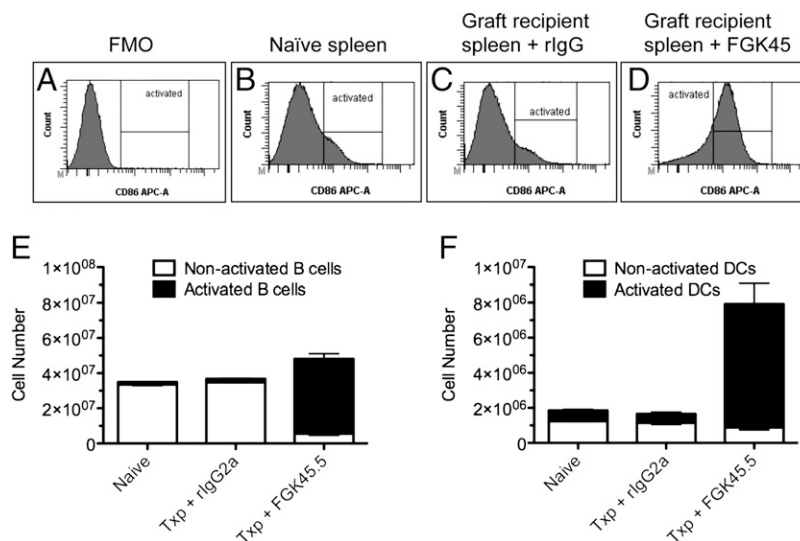 FMO
Naïve spleen
Graft recipient
spleen + rIgG
Graft recipient
spleen + FGK45
A
activated
Count
CD86 APC-A
B
activated
Count
CD86 APC-A
C
activated
Count
CD86 APC-A
D
activated
Count
CD86 APC-A
E
Cell Number
1×10⁰⁸
8×10⁰⁷
6×10⁰⁷
4×10⁰⁷
2×10⁰⁷
0
Non-activated B cells
Activated B cells
Naive
Txp + rIgG2a
Txp + FGK45.5
F
Cell Number
1×10⁰⁷
8×10⁰⁶
6×10⁰⁶
4×10⁰⁶
2×10⁰⁶
0
Non-activated DCs
Activated DCs
Naive
Txp + rIgG2a
Txp + FGK45.5